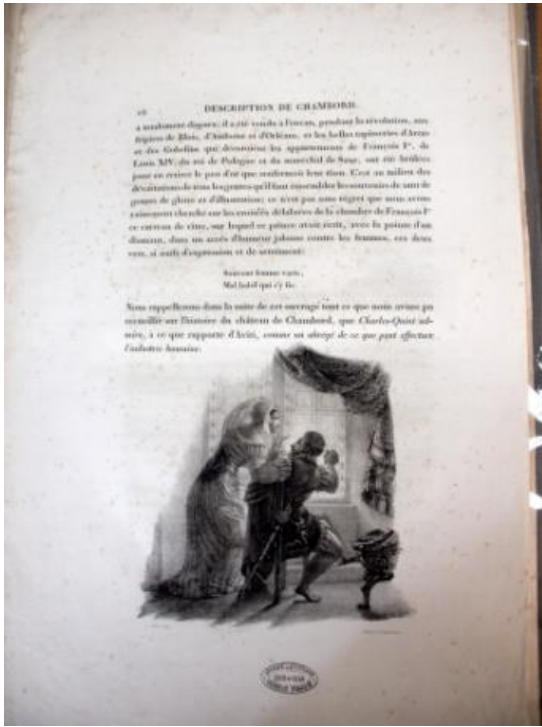 DESCRIPTION DE CHAMBORD.
a seulement disparu; il a été vendu à l'encan, pendant la révolution, aux
fripiers de Blois, d'Amboise et d'Orléans, et les belles tapisseries d'Arras
et des Gobelins qui décoraient les appartemens de François Ier, de
Louis XIV, du roi de Pologne et du maréchal de Saxe, ont été brûlées
pour en retirer le peu d'or que renfermoit leur tissu. C'est au milieu des
dévastations de tous les genres qu'il faut rassembler les souvenirs de tant de
genres de gloire et d'illustration; ce n'est pas sans regret que nous avons
vainement cherché sur les croisées délabrées de la chambre de François Ier
ce carreau de vitre, sur lequel ce prince avoit écrit, avec la pointe d'un
diamant, dans un accès d'humeur jalouse contre les femmes, ces deux
vers, si naïfs d'expression et de sentiment:
Souvent femme varie,
Mal habil qui s'y fie.
Nous rappellerons dans la suite de cet ouvrage tout ce que nous avons pu
recueillir sur l'histoire du château de Chambord, que Charles-Quint ad-
mira, à ce que rapporte d'Aviti, comme un abrégé de ce que peut effectuer
l'industrie humaine.